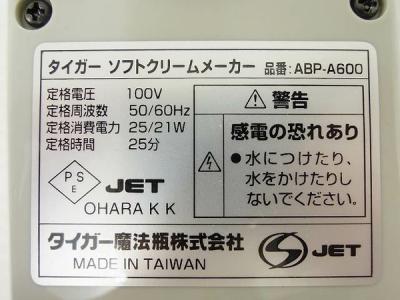 タイガー ソフトクリームメーカー 品番:ABP-A600
定格電圧 100V
定格周波数 50/60Hz
定格消費電力 25/21W
定格時間 25分
PS
E
JET
OHARA K K
警告
感電の恐れあり
●水につけたり、
水をかけたりし
ないでください。
タイガー魔法瓶株式会社
MADE IN TAIWAN
S JET